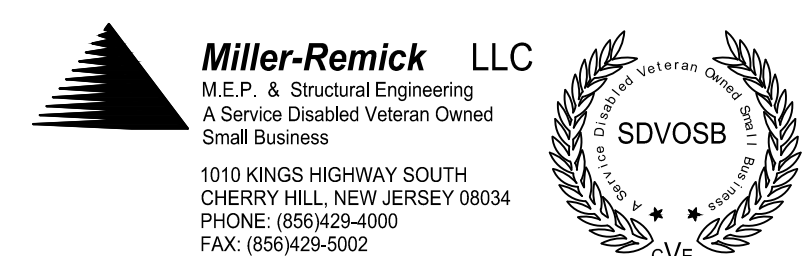 Miller-Remick LLC
M.E.P. & Structural Engineering
A Service Disabled Veteran Owned
Small Business
1010 KINGS HIGHWAY SOUTH
CHERRY HILL, NEW JERSEY 08034
PHONE: (856)429-4000
FAX: (856)429-5002
A Service Disabled Veteran Owned Small Business
SDVOSB
CVE